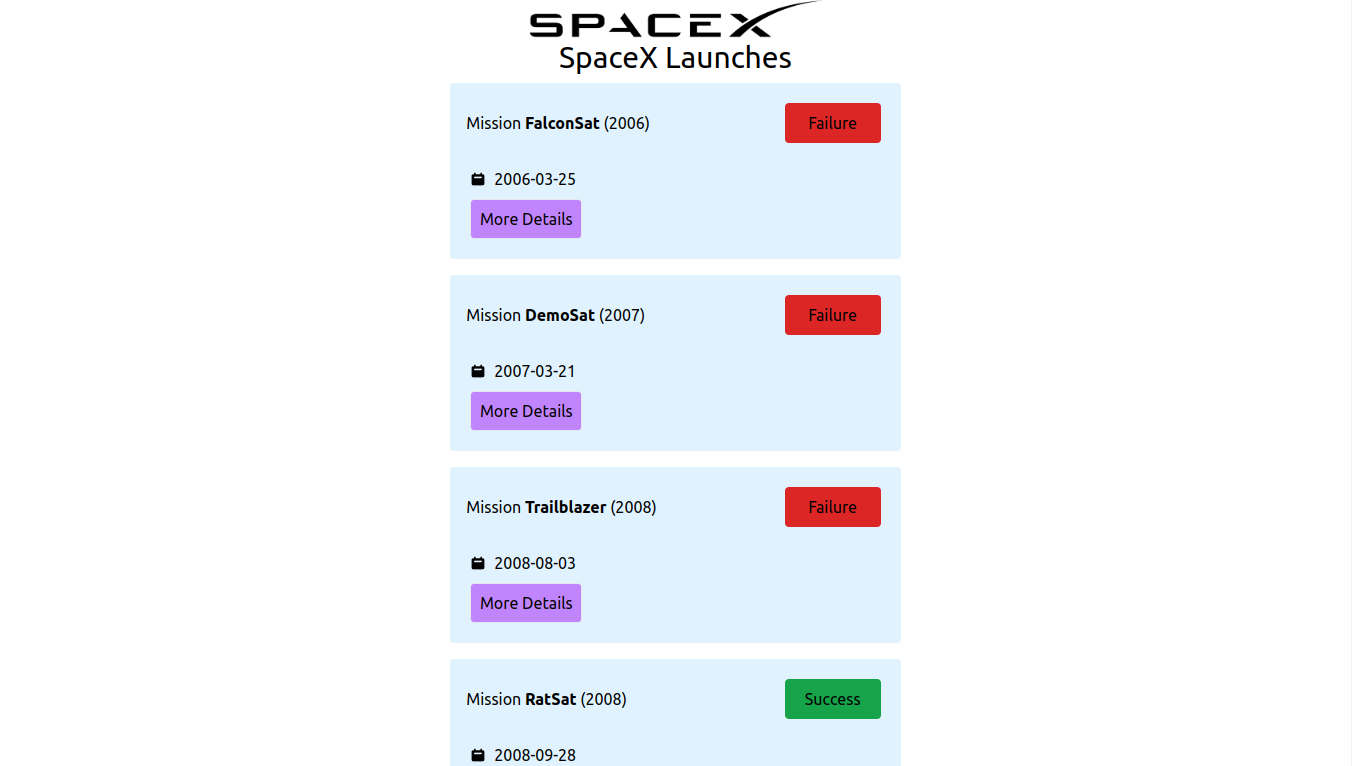 SPACEX
SpaceX Launches
Mission FalconSat (2006)
Failure
2006-03-25
More Details
Mission DemoSat (2007)
Failure
2007-03-21
More Details
Mission Trailblazer (2008)
Failure
2008-08-03
More Details
Mission RatSat (2008)
Success
2008-09-28